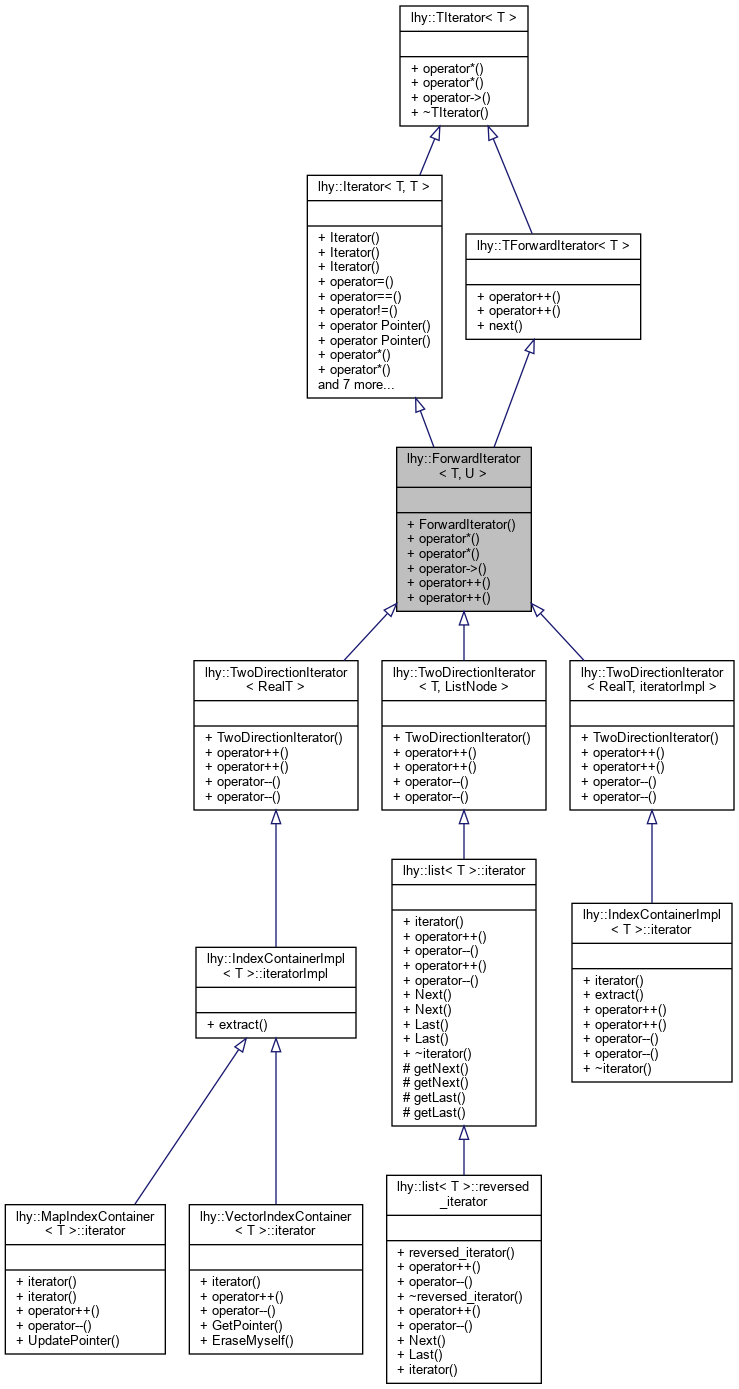 lhy::TIterator< T >
+ operator*()
+ operator*()
+ operator->()
+ ~TIterator()
lhy::Iterator< T, T >
+ Iterator()
+ Iterator()
+ Iterator()
+ operator=()
+ operator==()
+ operator!=()
+ operator Pointer()
+ operator Pointer()
+ operator*()
+ operator*()
and 7 more...
lhy::TForwardIterator< T >
+ operator++()
+ operator++()
+ next()
lhy::ForwardIterator
< T, U >
+ ForwardIterator()
+ operator*()
+ operator*()
+ operator->()
+ operator++()
+ operator++()
lhy::TwoDirectionIterator
< RealT >
+ TwoDirectionIterator()
+ operator++()
+ operator++()
+ operator--()
+ operator--()
lhy::TwoDirectionIterator
< T, ListNode >
+ TwoDirectionIterator()
+ operator++()
+ operator++()
+ operator--()
+ operator--()
lhy::TwoDirectionIterator
< RealT, iteratorImpl >
+ TwoDirectionIterator()
+ operator++()
+ operator++()
+ operator--()
+ operator--()
lhy::IndexContainerImpl
< T >::iteratorImpl
+ extract()
lhy::list< T >::iterator
+ iterator()
+ operator++()
+ operator--()
+ operator++()
+ operator--()
+ Next()
+ Next()
+ Last()
+ Last()
+ ~iterator()
# getNext()
# getNext()
# getLast()
# getLast()
lhy::IndexContainerImpl
< T >::iterator
+ iterator()
+ extract()
+ operator++()
+ operator++()
+ operator--()
+ operator--()
+ ~iterator()
lhy::MapIndexContainer
< T >::iterator
+ iterator()
+ iterator()
+ operator++()
+ operator--()
+ UpdatePointer()
lhy::VectorIndexContainer
< T >::iterator
+ iterator()
+ operator++()
+ operator--()
+ GetPointer()
+ EraseMyself()
lhy::list< T >::reversed
_iterator
+ reversed_iterator()
+ operator++()
+ operator--()
+ ~reversed_iterator()
+ operator++()
+ operator--()
+ Next()
+ Last()
+ iterator()